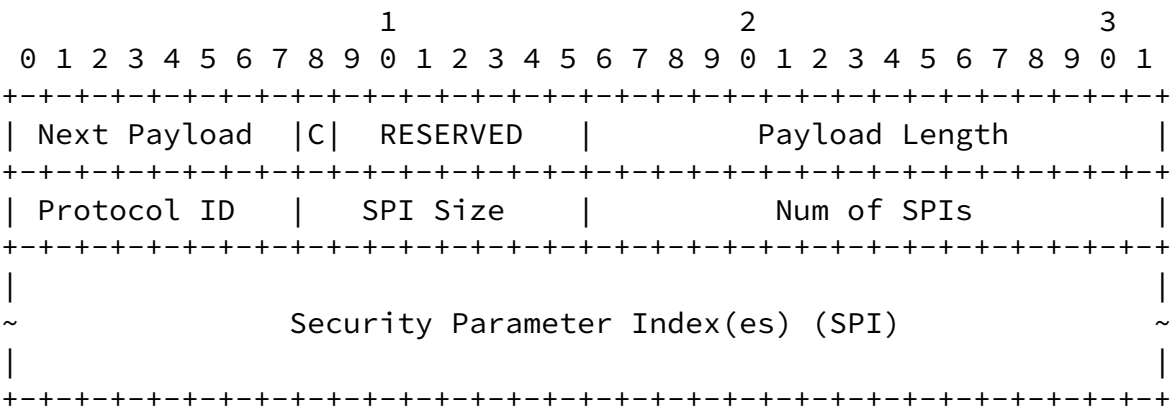 1                   2                   3
 0 1 2 3 4 5 6 7 8 9 0 1 2 3 4 5 6 7 8 9 0 1 2 3 4 5 6 7 8 9 0 1
+-+-+-+-+-+-+-+-+-+-+-+-+-+-+-+-+-+-+-+-+-+-+-+-+-+-+-+-+-+-+-+-+
| Next Payload  |C|  RESERVED   |         Payload Length        |
+-+-+-+-+-+-+-+-+-+-+-+-+-+-+-+-+-+-+-+-+-+-+-+-+-+-+-+-+-+-+-+-+
| Protocol ID   |   SPI Size    |          Num of SPIs          |
+-+-+-+-+-+-+-+-+-+-+-+-+-+-+-+-+-+-+-+-+-+-+-+-+-+-+-+-+-+-+-+-+
|                                                               |
~               Security Parameter Index(es) (SPI)              ~
|                                                               |
+-+-+-+-+-+-+-+-+-+-+-+-+-+-+-+-+-+-+-+-+-+-+-+-+-+-+-+-+-+-+-+-+